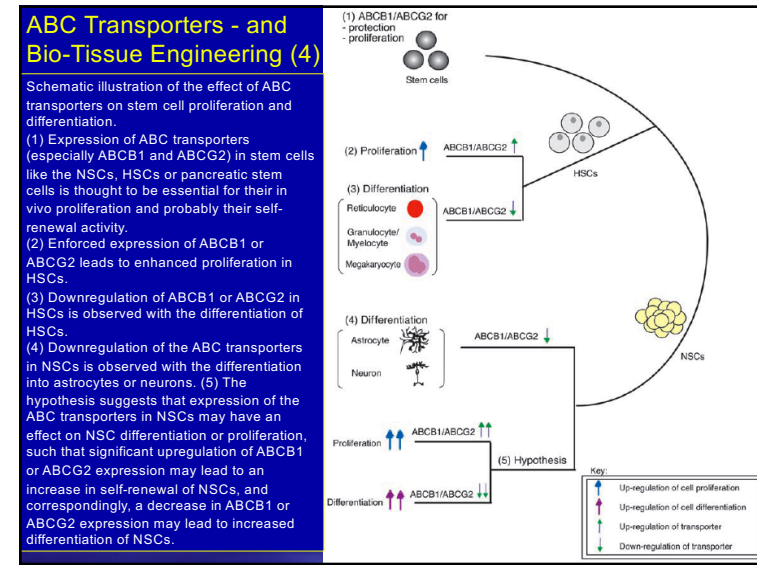 ABC Transporters - and
Bio-Tissue Engineering (4)
Schematic illustration of the effect of ABC
transporters on stem cell proliferation and
differentiation.
(1) Expression of ABC transporters
(especially ABCB1 and ABCG2) in stem cells
like the NSCs, HSCs or pancreatic stem
cells is thought to be essential for their in
vivo proliferation and probably their self-
renewal activity.
(2) Enforced expression of ABCB1 or
ABCG2 leads to enhanced proliferation in
HSCs.
(3) Downregulation of ABCB1 or ABCG2 in
HSCs is observed with the differentiation of
HSCs.
(4) Downregulation of the ABC transporters
in NSCs is observed with the differentiation
into astrocytes or neurons. (5) The
hypothesis suggests that expression of the
ABC transporters in NSCs may have an
effect on NSC differentiation or proliferation,
such that significant upregulation of ABCB1
or ABCG2 expression may lead to an
increase in self-renewal of NSCs, and
correspondingly, a decrease in ABCB1 or
ABCG2 expression may lead to increased
differentiation of NSCs.
(1) ABCB1/ABCG2 for
- protection
- proliferation
Stem cells
(2) Proliferation
ABCB1/ABCG2
HSCs
(3) Differentiation
Reticulocyte
ABCB1/ABCG2
Granulocyte/
Myelocyte
Megakaryocyte
(4) Differentiation
Astrocyte
ABCB1/ABCG2
Neuron
NSCs
Proliferation
ABCB1/ABCG2
(5) Hypothesis
Differentiation
ABCB1/ABCG2
Key:
Up-regulation of cell proliferation
Up-regulation of cell differentiation
Up-regulation of transporter
Down-regulation of transporter